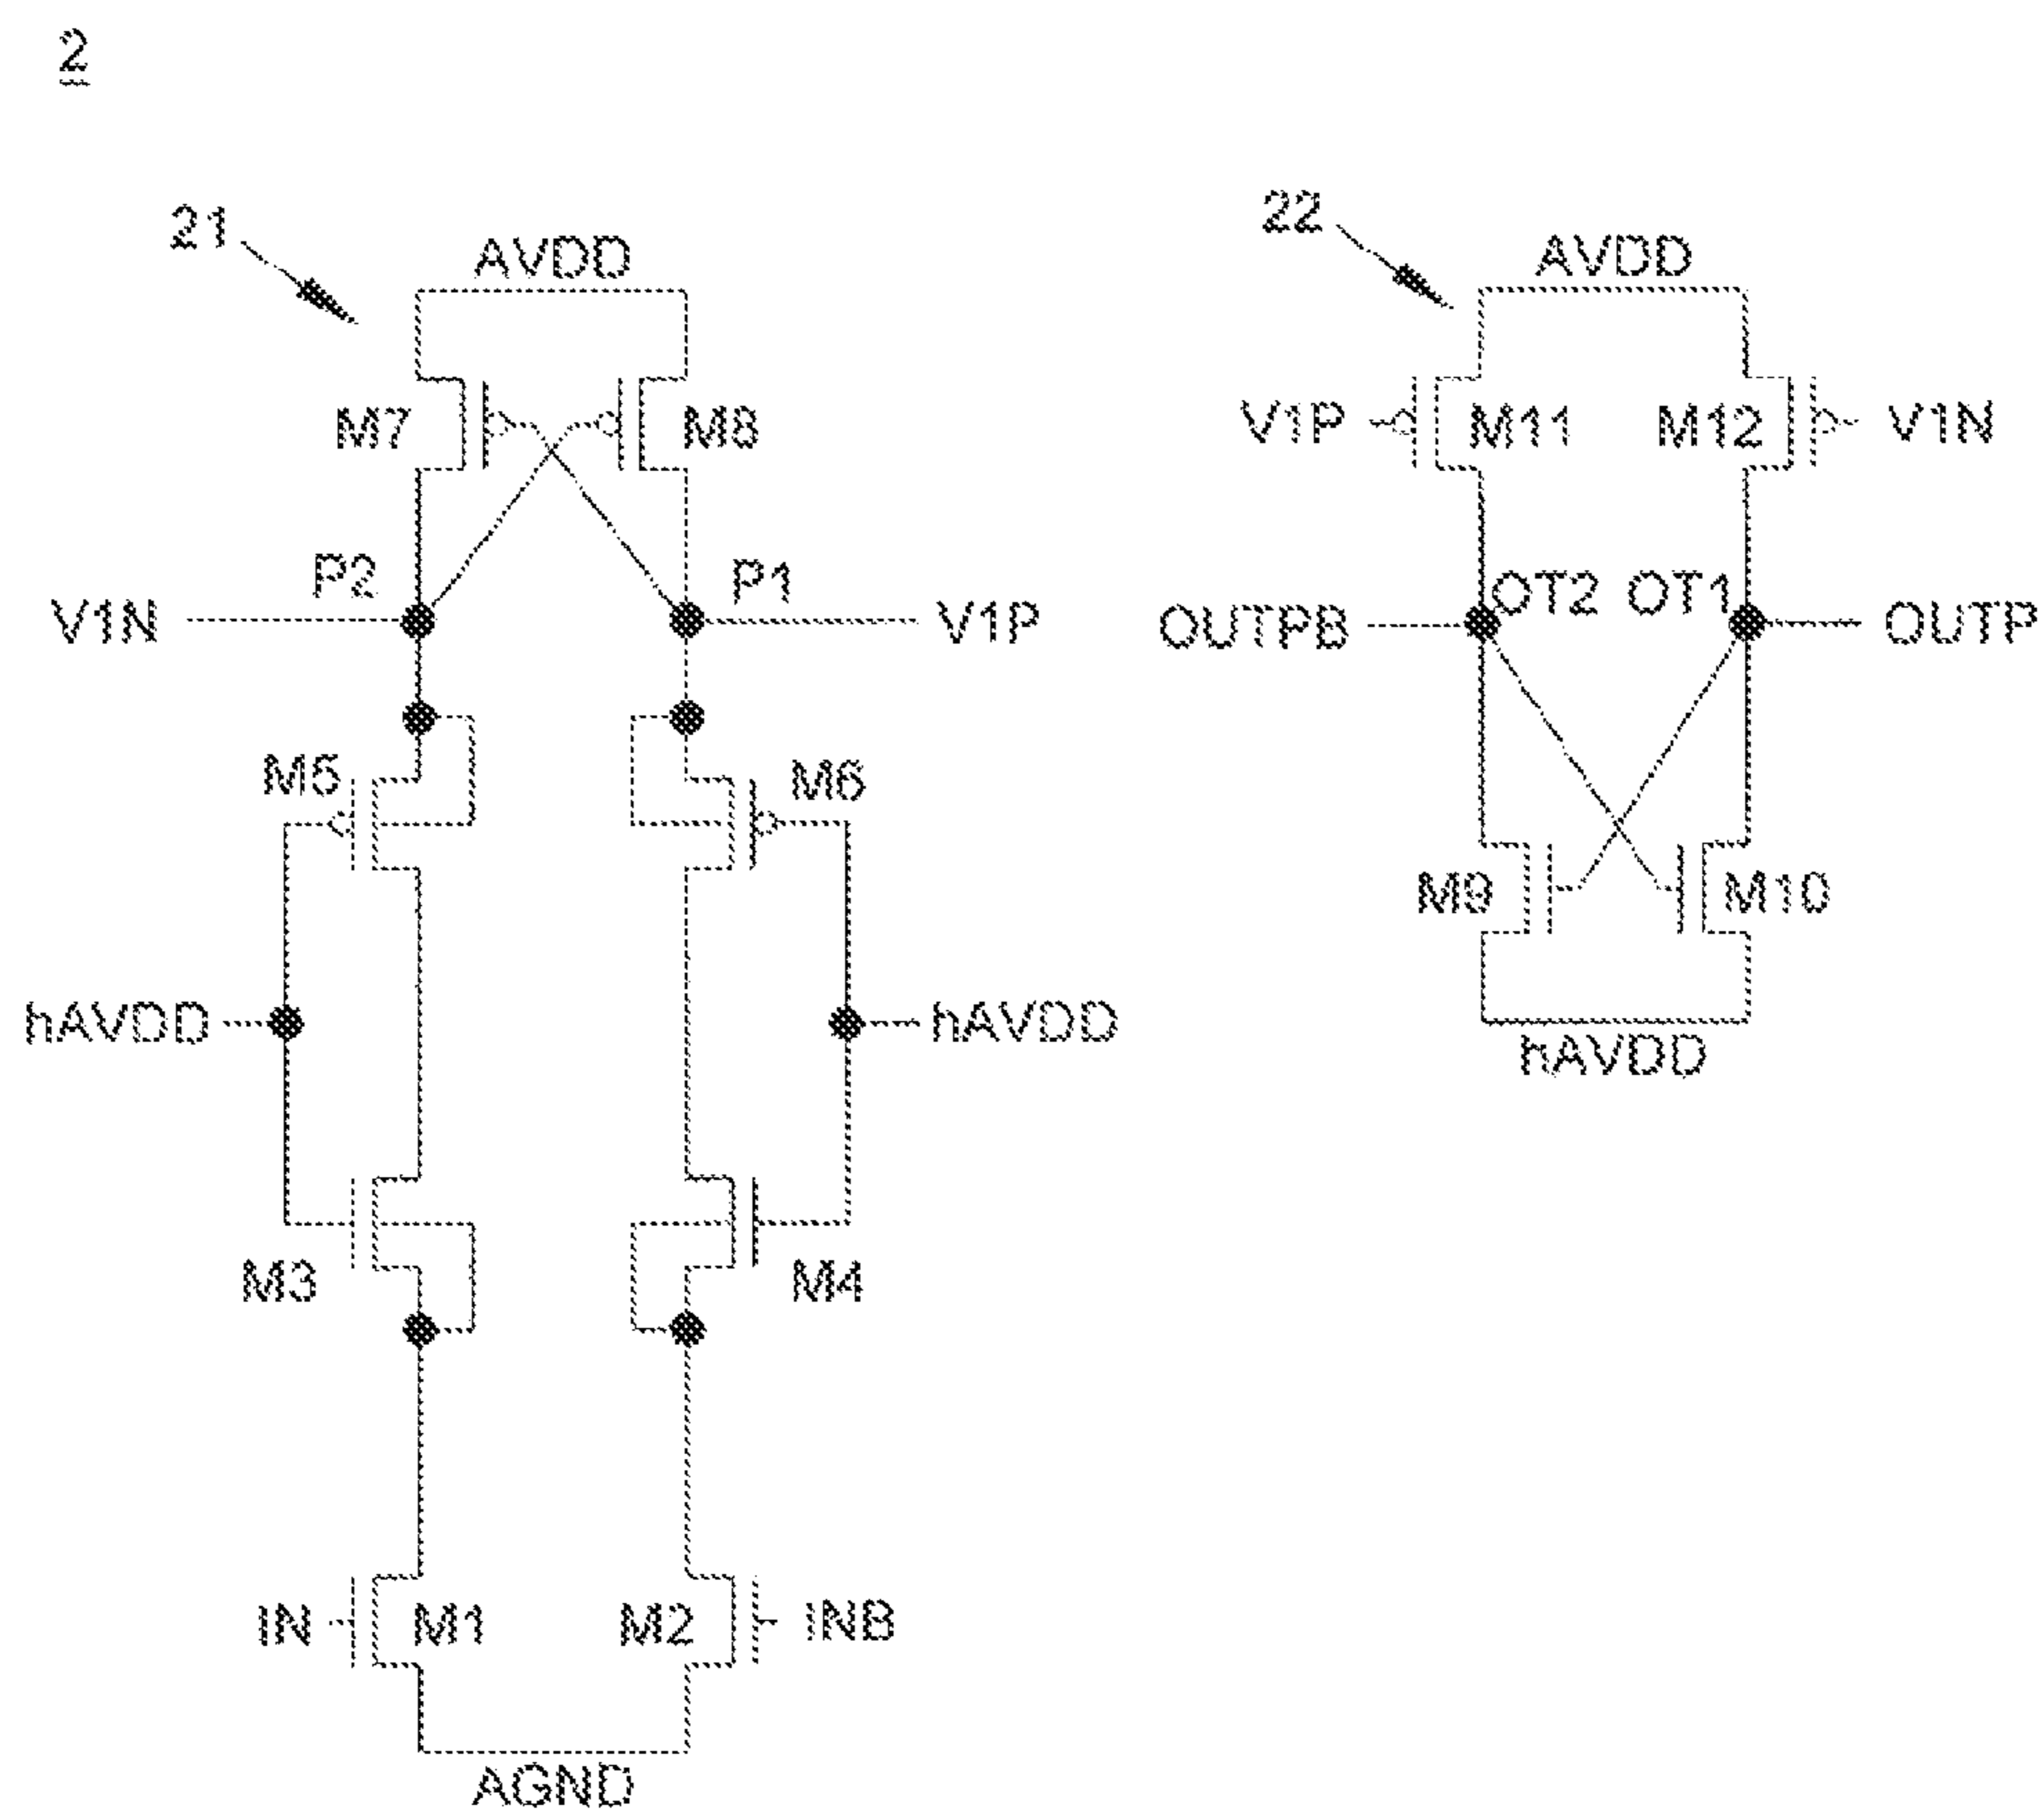 2
21
AVDD
M7
M8
P2
P1
V1N
V1P
M5
M6
hAVDD
hAVDD
M3
M4
IN
M1
M2
INB
AGND
22
AVDD
V1P
M11
M12
V1N
OT2
OT1
OUTPB
OUTP
M9
M10
hAVDD